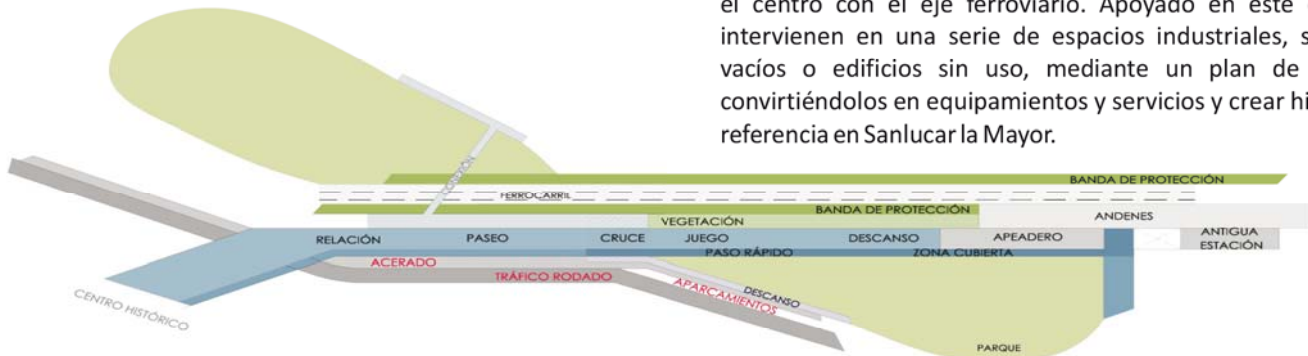 el centro con el eje ferroviario. Apoyado en este
intervienen en una serie de espacios industriales,
vacíos o edificios sin uso, mediante un plan de
convirtiéndolos en equipamientos y servicios y crear
referencia en Sanlucar la Mayor.
BANDA DE PROTECCIÓN
CONEXIÓN
FERROCARRIL
BANDA DE PROTECCIÓN
VEGETACIÓN
ANDENES
RELACIÓN
PASEO
CRUCE
JUEGO
DESCANSO
APEADERO
ANTIGUA
ESTACIÓN
PASO RÁPIDO
ZONA CUBIERTA
ACERADO
TRÁFICO RODADO
APARCAMIENTOS
DESCANSO
CENTRO HISTÓRICO
PARQUE